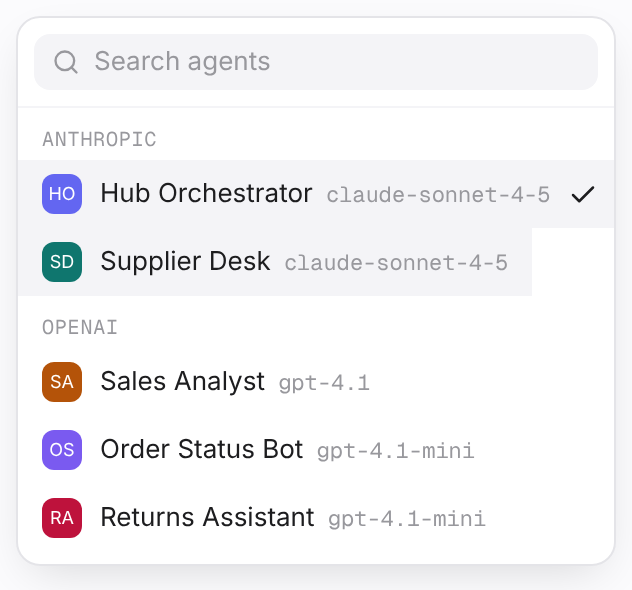 Search agents
ANTHROPIC
HO Hub Orchestrator claude-sonnet-4-5
SD Supplier Desk claude-sonnet-4-5
OPENAI
SA Sales Analyst gpt-4.1
OS Order Status Bot gpt-4.1-mini
RA Returns Assistant gpt-4.1-mini